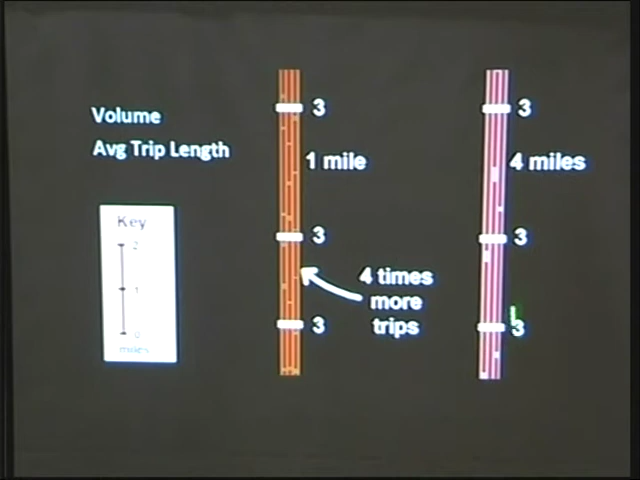 Volume
Avg Trip Length
3
3
1 mile
4 miles
Key
2
1
0
miles
3
3
4 times
more
trips
3
3